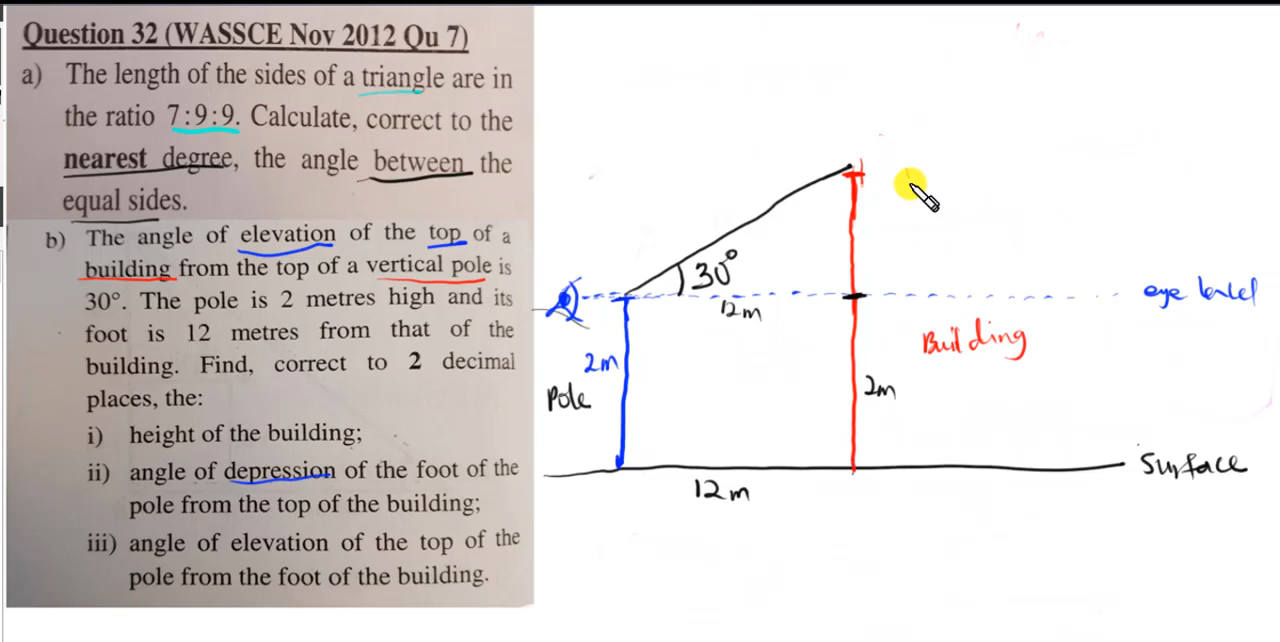 Question 32 (WASSCE Nov 2012 Qu 7)
a) The length of the sides of a triangle are in
the ratio 7:9:9. Calculate, correct to the
nearest degree, the angle between the
equal sides.
b) The angle of elevation of the top of a
building from the top of a vertical pole is
30°. The pole is 2 metres high and its
foot is 12 metres from that of the
building. Find, correct to 2 decimal
places, the:
i) height of the building;
ii) angle of depression of the foot of the
pole from the top of the building;
iii) angle of elevation of the top of the
pole from the foot of the building.
30°
12m
eye level
Building
2m
Pole
2m
Surface
12m